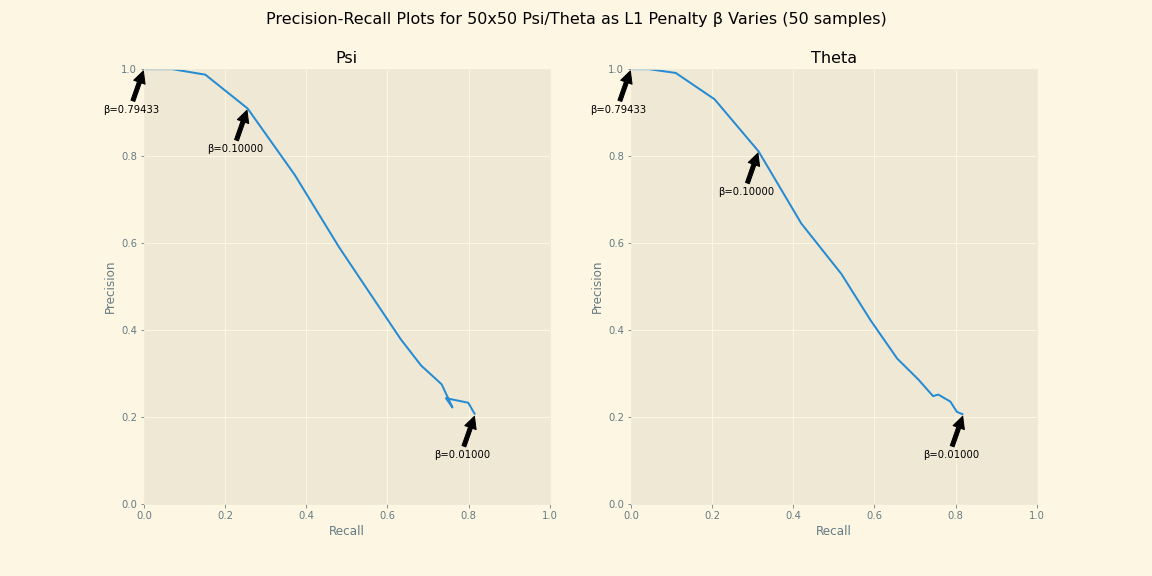 Precision-Recall Plots for 50x50 Psi/Theta as L1 Penalty β Varies (50 samples)
Psi
1.0
0.8
0.6
0.4
0.2
0.0
Precision
β=0.79433
β=0.10000
β=0.01000
0.0 0.2 0.4 0.6 0.8 1.0
Recall
Theta
1.0
0.8
0.6
0.4
0.2
0.0
Precision
β=0.79433
β=0.10000
β=0.01000
0.0 0.2 0.4 0.6 0.8 1.0
Recall